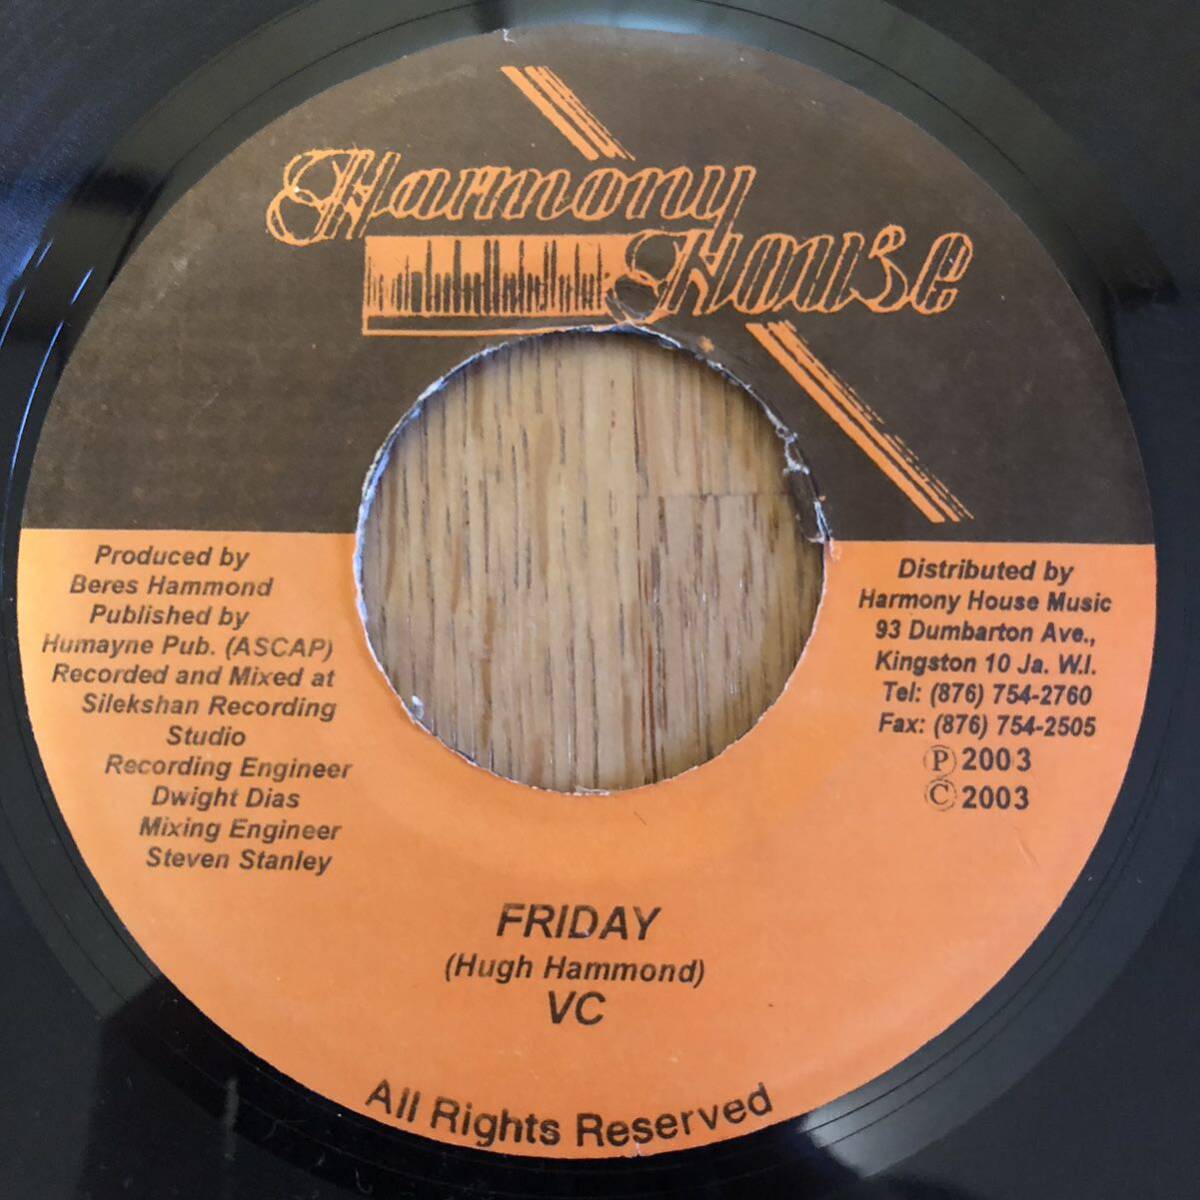 Harmony
House
Produced by
Beres Hammond
Published by
Humayne Pub. (ASCAP)
Recorded and Mixed at
Silekshan Recording
Studio
Recording Engineer
Dwight Dias
Mixing Engineer
Steven Stanley
Distributed by
Harmony House Music
93 Dumbarton Ave.,
Kingston 10 Ja. W.I.
Tel: (876) 754-2760
Fax: (876) 754-2505
Ⓟ 2003
Ⓒ 2003
FRIDAY
(Hugh Hammond)
VC
All Rights Reserved